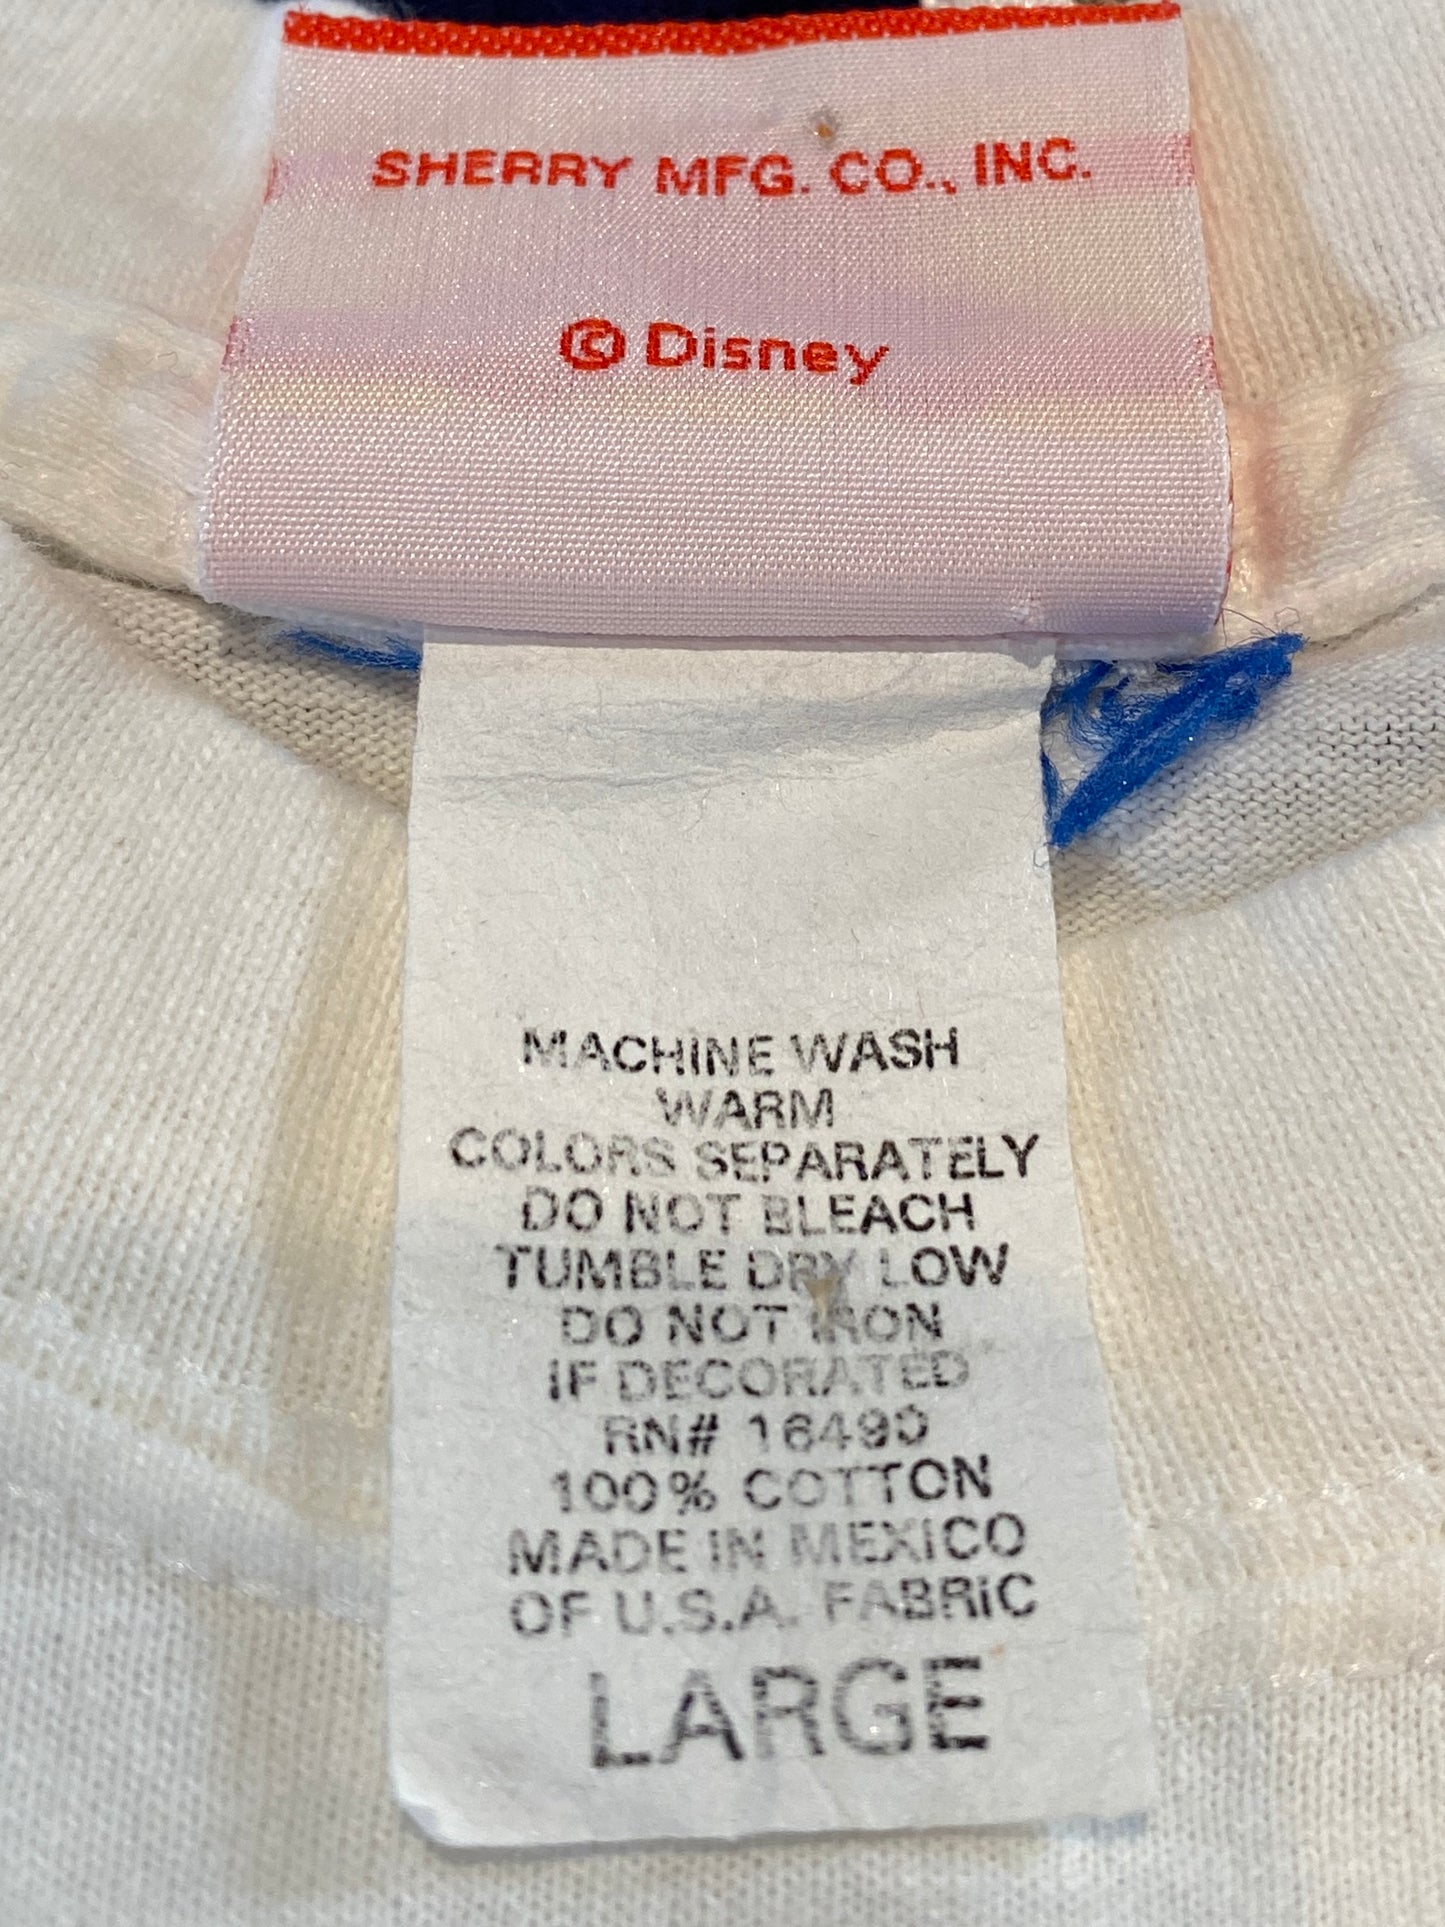 SHERRY MFG. CO., INC.
© Disney
MACHINE WASH
WARM
COLORS SEPARATELY
DO NOT BLEACH
TUMBLE DRY LOW
DO NOT IRON
IF DECORATED
RN# 16490
100% COTTON
MADE IN MEXICO
OF U.S.A. FABRIC
LARGE